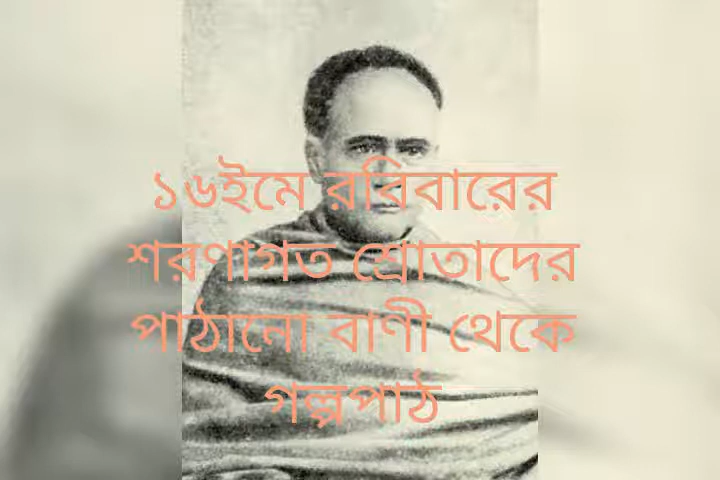 ১৬ইমে রবিবারের
শরণাগত শ্রোতাদের
পাঠানো বাণী থেকে
গল্পপাঠ